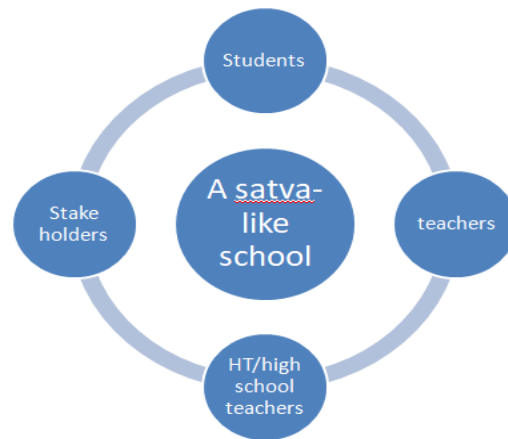 Students
A satva-
like
school
Stake
holders
teachers
HT/high
school
teachers